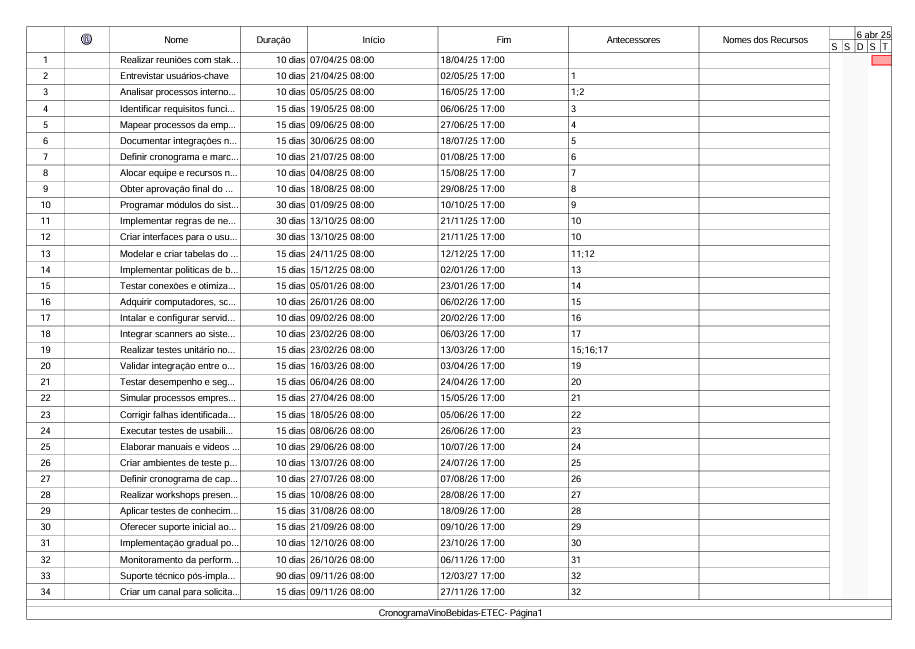 Nome Duração Início Fim Antecessores Nomes dos Recursos 6 abr 25
S S D S T
1 Realizar reuniões com stak... 10 dias 07/04/25 08:00 18/04/25 17:00
2 Entrevistar usuários-chave 10 dias 21/04/25 08:00 02/05/25 17:00 1
3 Analisar processos interno... 10 dias 05/05/25 08:00 16/05/25 17:00 1;2
4 Identificar requisitos funci... 15 dias 19/05/25 08:00 06/06/25 17:00 3
5 Mapear processos da emp... 15 dias 09/06/25 08:00 27/06/25 17:00 4
6 Documentar integrações n... 15 dias 30/06/25 08:00 18/07/25 17:00 5
7 Definir cronograma e marc... 10 dias 21/07/25 08:00 01/08/25 17:00 6
8 Alocar equipe e recursos n... 10 dias 04/08/25 08:00 15/08/25 17:00 7
9 Obter aprovação final do ... 10 dias 18/08/25 08:00 29/08/25 17:00 8
10 Programar módulos do sist... 30 dias 01/09/25 08:00 10/10/25 17:00 9
11 Implementar regras de ne... 30 dias 13/10/25 08:00 21/11/25 17:00 10
12 Criar interfaces para o usu... 30 dias 13/10/25 08:00 21/11/25 17:00 10
13 Modelar e criar tabelas do ... 15 dias 24/11/25 08:00 12/12/25 17:00 11;12
14 Implementar politicas de b... 15 dias 15/12/25 08:00 02/01/26 17:00 13
15 Testar conexões e otimiza... 15 dias 05/01/26 08:00 23/01/26 17:00 14
16 Adquirir computadores, sc... 10 dias 26/01/26 08:00 06/02/26 17:00 15
17 Intalar e configurar servid... 10 dias 09/02/26 08:00 20/02/26 17:00 16
18 Integrar scanners ao siste... 10 dias 23/02/26 08:00 06/03/26 17:00 17
19 Realizar testes unitário no... 15 dias 23/02/26 08:00 13/03/26 17:00 15;16;17
20 Validar integração entre o... 15 dias 16/03/26 08:00 03/04/26 17:00 19
21 Testar desempenho e seg... 15 dias 06/04/26 08:00 24/04/26 17:00 20
22 Simular processos empres... 15 dias 27/04/26 08:00 15/05/26 17:00 21
23 Corrigir falhas identificada... 15 dias 18/05/26 08:00 05/06/26 17:00 22
24 Executar testes de usabili... 15 dias 08/06/26 08:00 26/06/26 17:00 23
25 Elaborar manuais e videos ... 10 dias 29/06/26 08:00 10/07/26 17:00 24
26 Criar ambientes de teste p... 10 dias 13/07/26 08:00 24/07/26 17:00 25
27 Definir cronograma de cap... 10 dias 27/07/26 08:00 07/08/26 17:00 26
28 Realizar workshops presen... 15 dias 10/08/26 08:00 28/08/26 17:00 27
29 Aplicar testes de conhecim... 15 dias 31/08/26 08:00 18/09/26 17:00 28
30 Oferecer suporte inicial ao... 15 dias 21/09/26 08:00 09/10/26 17:00 29
31 Implementação gradual po... 10 dias 12/10/26 08:00 23/10/26 17:00 30
32 Monitoramento da perform... 10 dias 26/10/26 08:00 06/11/26 17:00 31
33 Suporte técnico pós-impla... 90 dias 09/11/26 08:00 12/03/27 17:00 32
34 Criar um canal para solicita... 15 dias 09/11/26 08:00 27/11/26 17:00 32
CronogramaVinoBebidas-ETEC- Página1